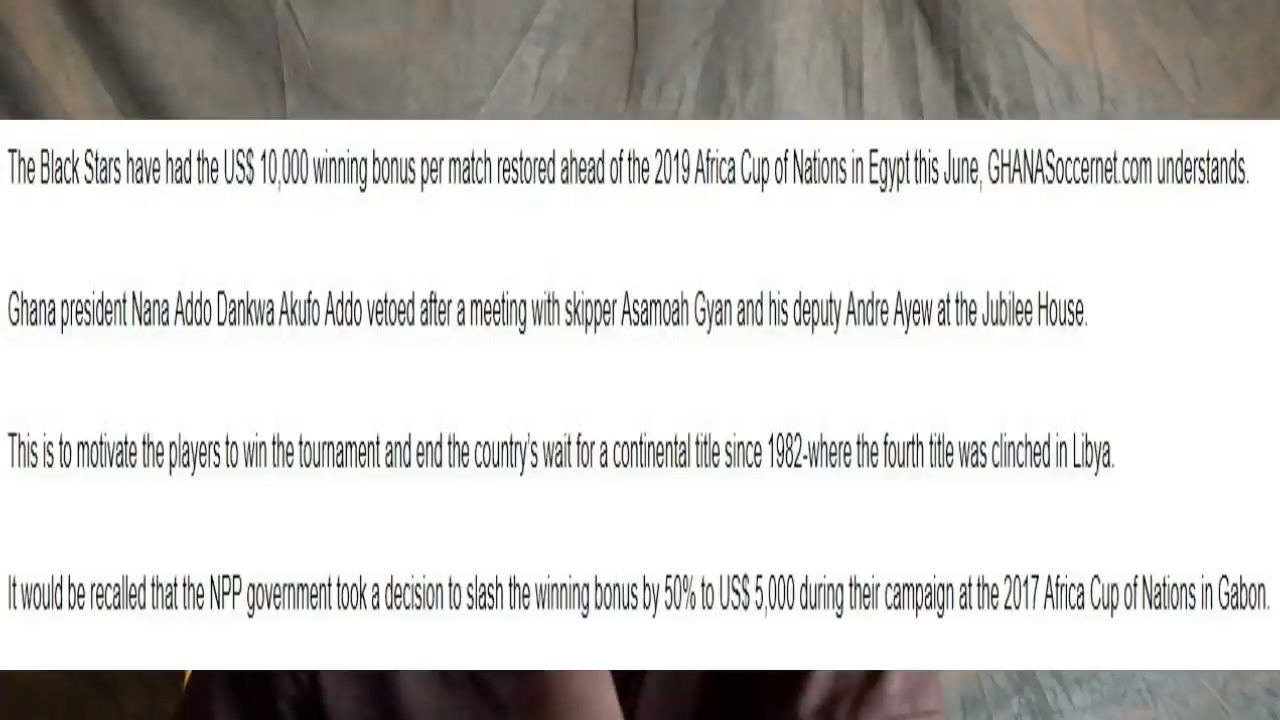 The Black Stars have had the US$ 10,000 winning bonus per match restored ahead of the 2019 Africa Cup of Nations in Egypt this June, GHANASoccernet.com understands.
Ghana president Nana Addo Dankwa Akufo Addo vetoed after a meeting with skipper Asamoah Gyan and his deputy Andre Ayew at the Jubilee House.
This is to motivate the players to win the tournament and end the country's wait for a continental title since 1982-where the fourth title was clinched in Libya.
It would be recalled that the NPP government took a decision to slash the winning bonus by 50% to US$ 5,000 during their campaign at the 2017 Africa Cup of Nations in Gabon.